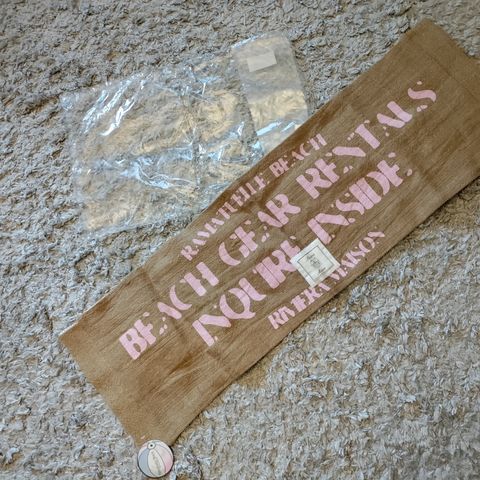 RAMATUELLE BEACH
BEACH GEAR RENTALS
INQUIRE INSIDE
RIVIERA MAISON